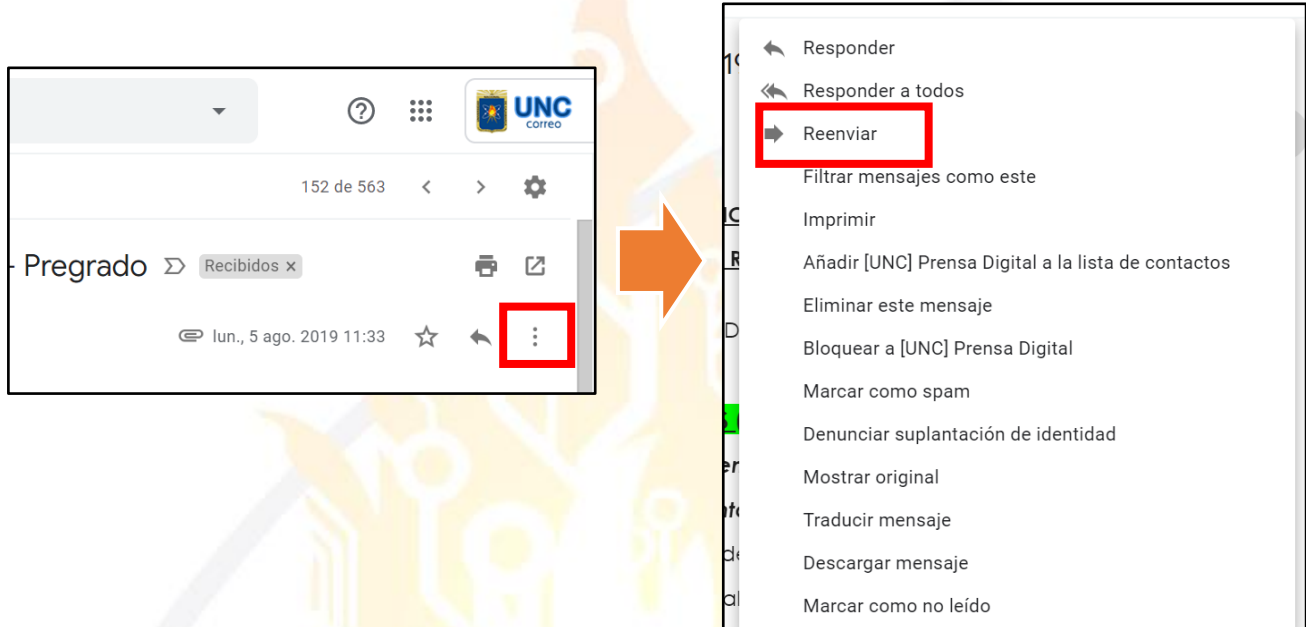 UNC
correo
152 de 563
- Pregrado
Recibidos x
lun., 5 ago. 2019 11:33
Responder
Responder a todos
Reenviar
Filtrar mensajes como este
Imprimir
Añadir [UNC] Prensa Digital a la lista de contactos
Eliminar este mensaje
Bloquear a [UNC] Prensa Digital
Marcar como spam
Denunciar suplantación de identidad
Mostrar original
Traducir mensaje
Descargar mensaje
Marcar como no leído